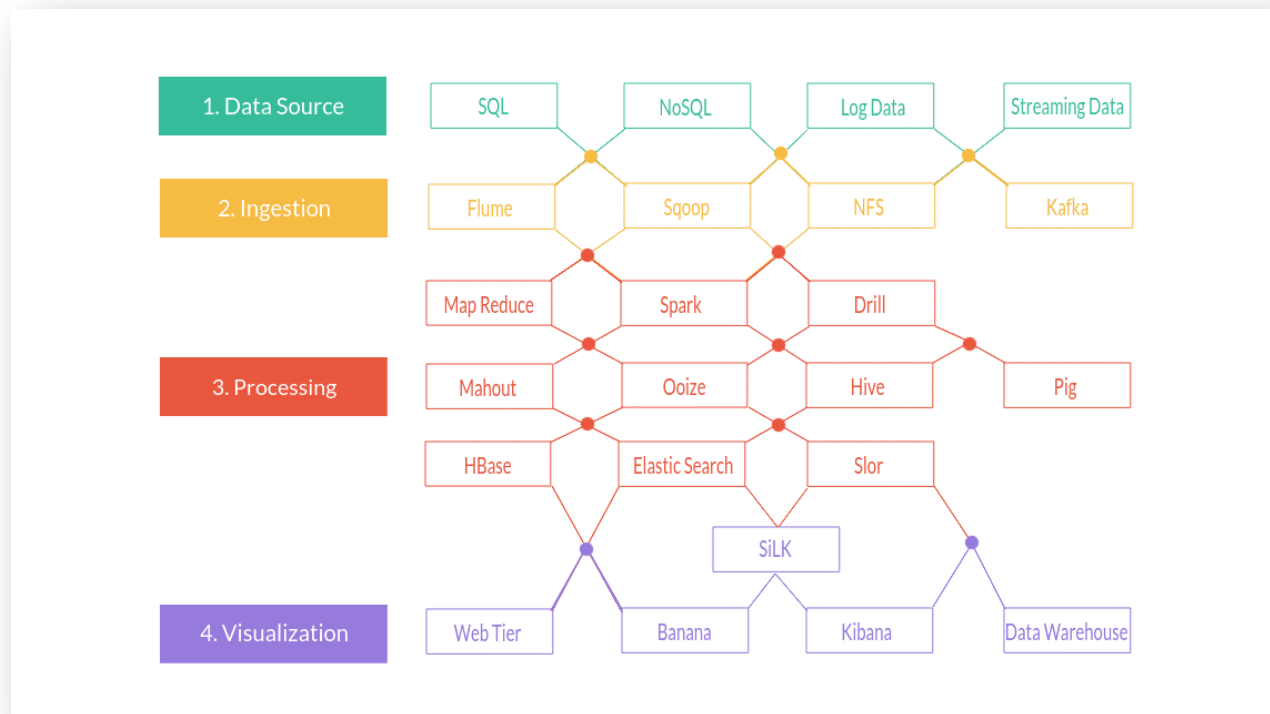 1. Data Source
SQL
NoSQL
Log Data
Streaming Data
2. Ingestion
Flume
Sqoop
NFS
Kafka
Map Reduce
Spark
Drill
3. Processing
Mahout
Ooize
Hive
Pig
HBase
Elastic Search
Slor
SiLK
4. Visualization
Web Tier
Banana
Kibana
Data Warehouse